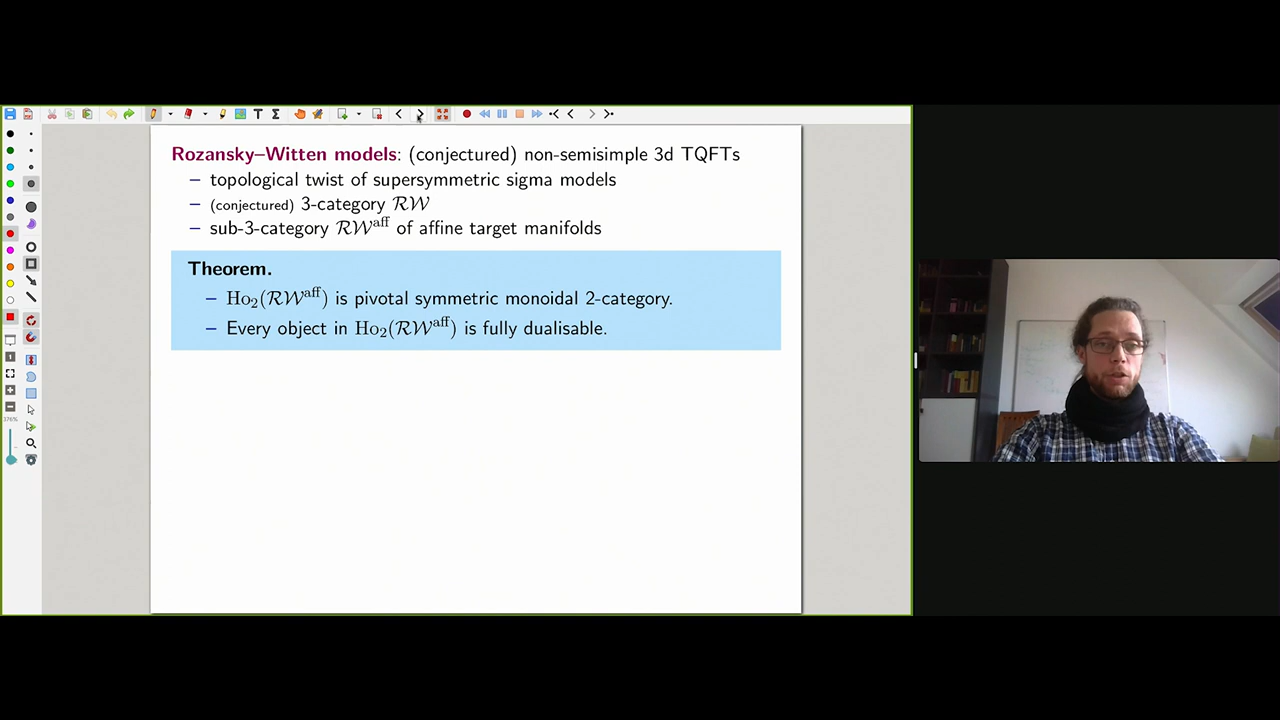 Rozansky–Witten models: (conjectured) non-semisimple 3d TQFTs
– topological twist of supersymmetric sigma models
– (conjectured) 3-category RW
– sub-3-category RW^aff of affine target manifolds
Theorem.
– Ho₂(RW^aff) is pivotal symmetric monoidal 2-category.
– Every object in Ho₂(RW^aff) is fully dualisable.